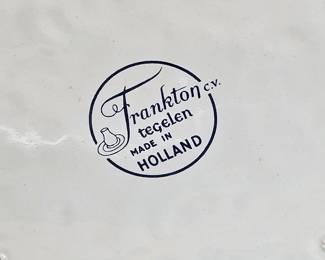 Frankton c.v.
tegelen
MADE IN
HOLLAND